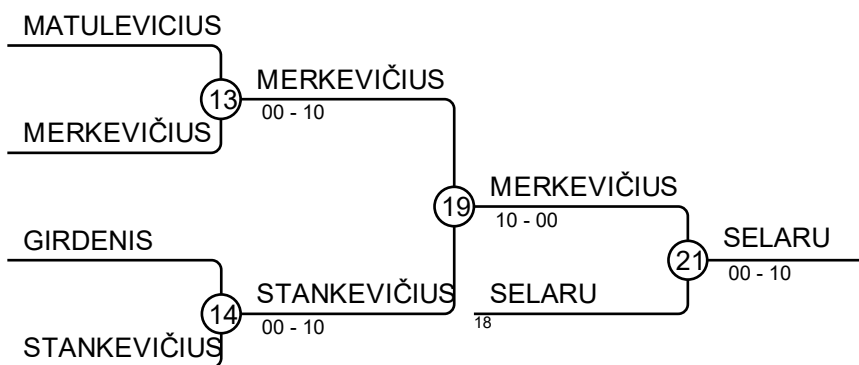 MATULEVICIUS
13
MERKEVIČIUS
00 - 10
MERKEVIČIUS
19
MERKEVIČIUS
10 - 00
GIRDENIS
21
SELARU
00 - 10
14
STANKEVIČIUS
00 - 10
SELARU
18
STANKEVIČIUS